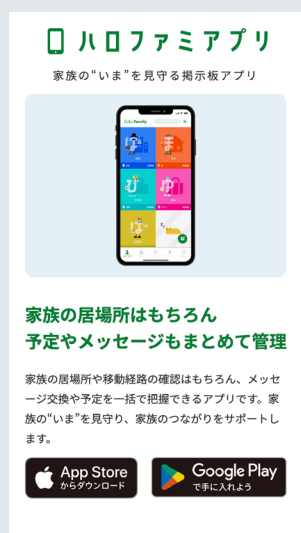 ハロファミアプリ
家族の“いま”を見守る掲示板アプリ
Hallo Family
は
ま
び
ゆ
ば
家族の居場所はもちろん
予定やメッセージもまとめて管理
家族の居場所や移動経路の確認はもちろん、メッセ
ージ交換や予定を一括で把握できるアプリです。家
族の“いま”を見守り、家族のつながりをサポートし
ます。
App Store
からダウンロード
Google Play
で手に入れよう